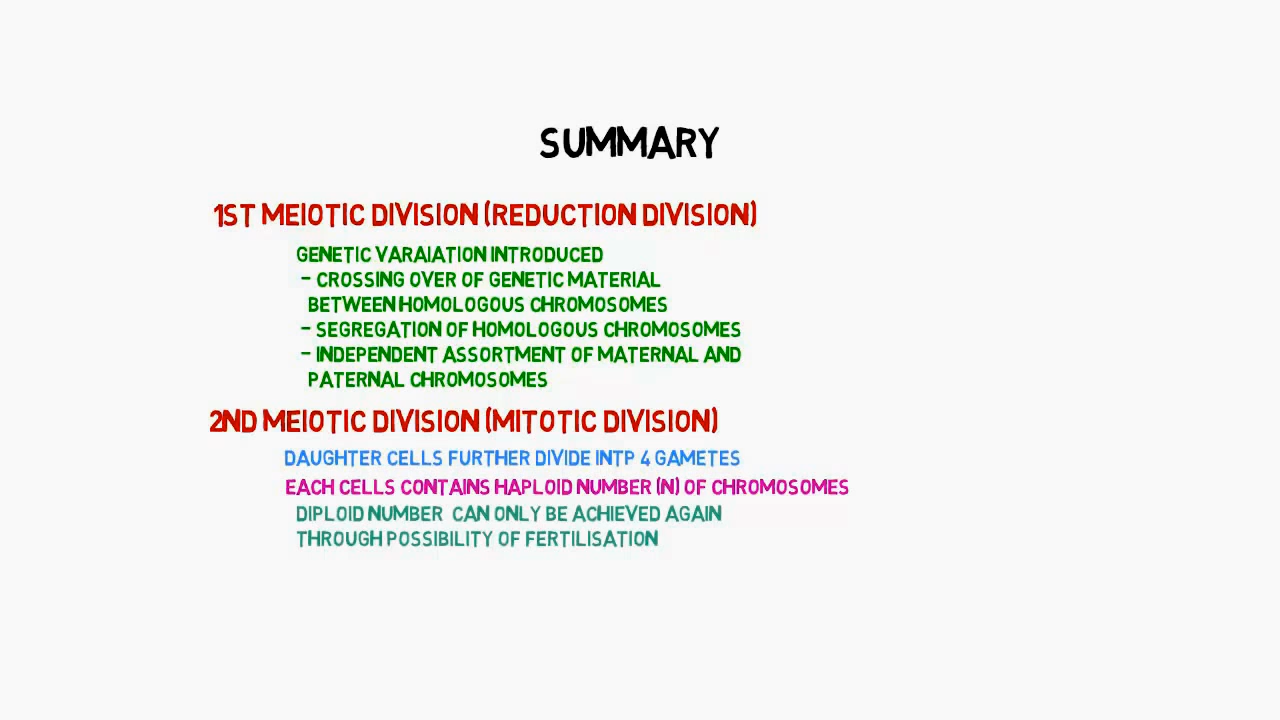 SUMMARY
1ST MEIOTIC DIVISION (REDUCTION DIVISION)
GENETIC VARAIATION INTRODUCED
- CROSSING OVER OF GENETIC MATERIAL
BETWEEN HOMOLOGOUS CHROMOSOMES
- SEGREGATION OF HOMOLOGOUS CHROMOSOMES
- INDEPENDENT ASSORTMENT OF MATERNAL AND
PATERNAL CHROMOSOMES
2ND MEIOTIC DIVISION (MITOTIC DIVISION)
DAUGHTER CELLS FURTHER DIVIDE INTP 4 GAMETES
EACH CELLS CONTAINS HAPLOID NUMBER (N) OF CHROMOSOMES
DIPLOID NUMBER CAN ONLY BE ACHIEVED AGAIN
THROUGH POSSIBILITY OF FERTILISATION